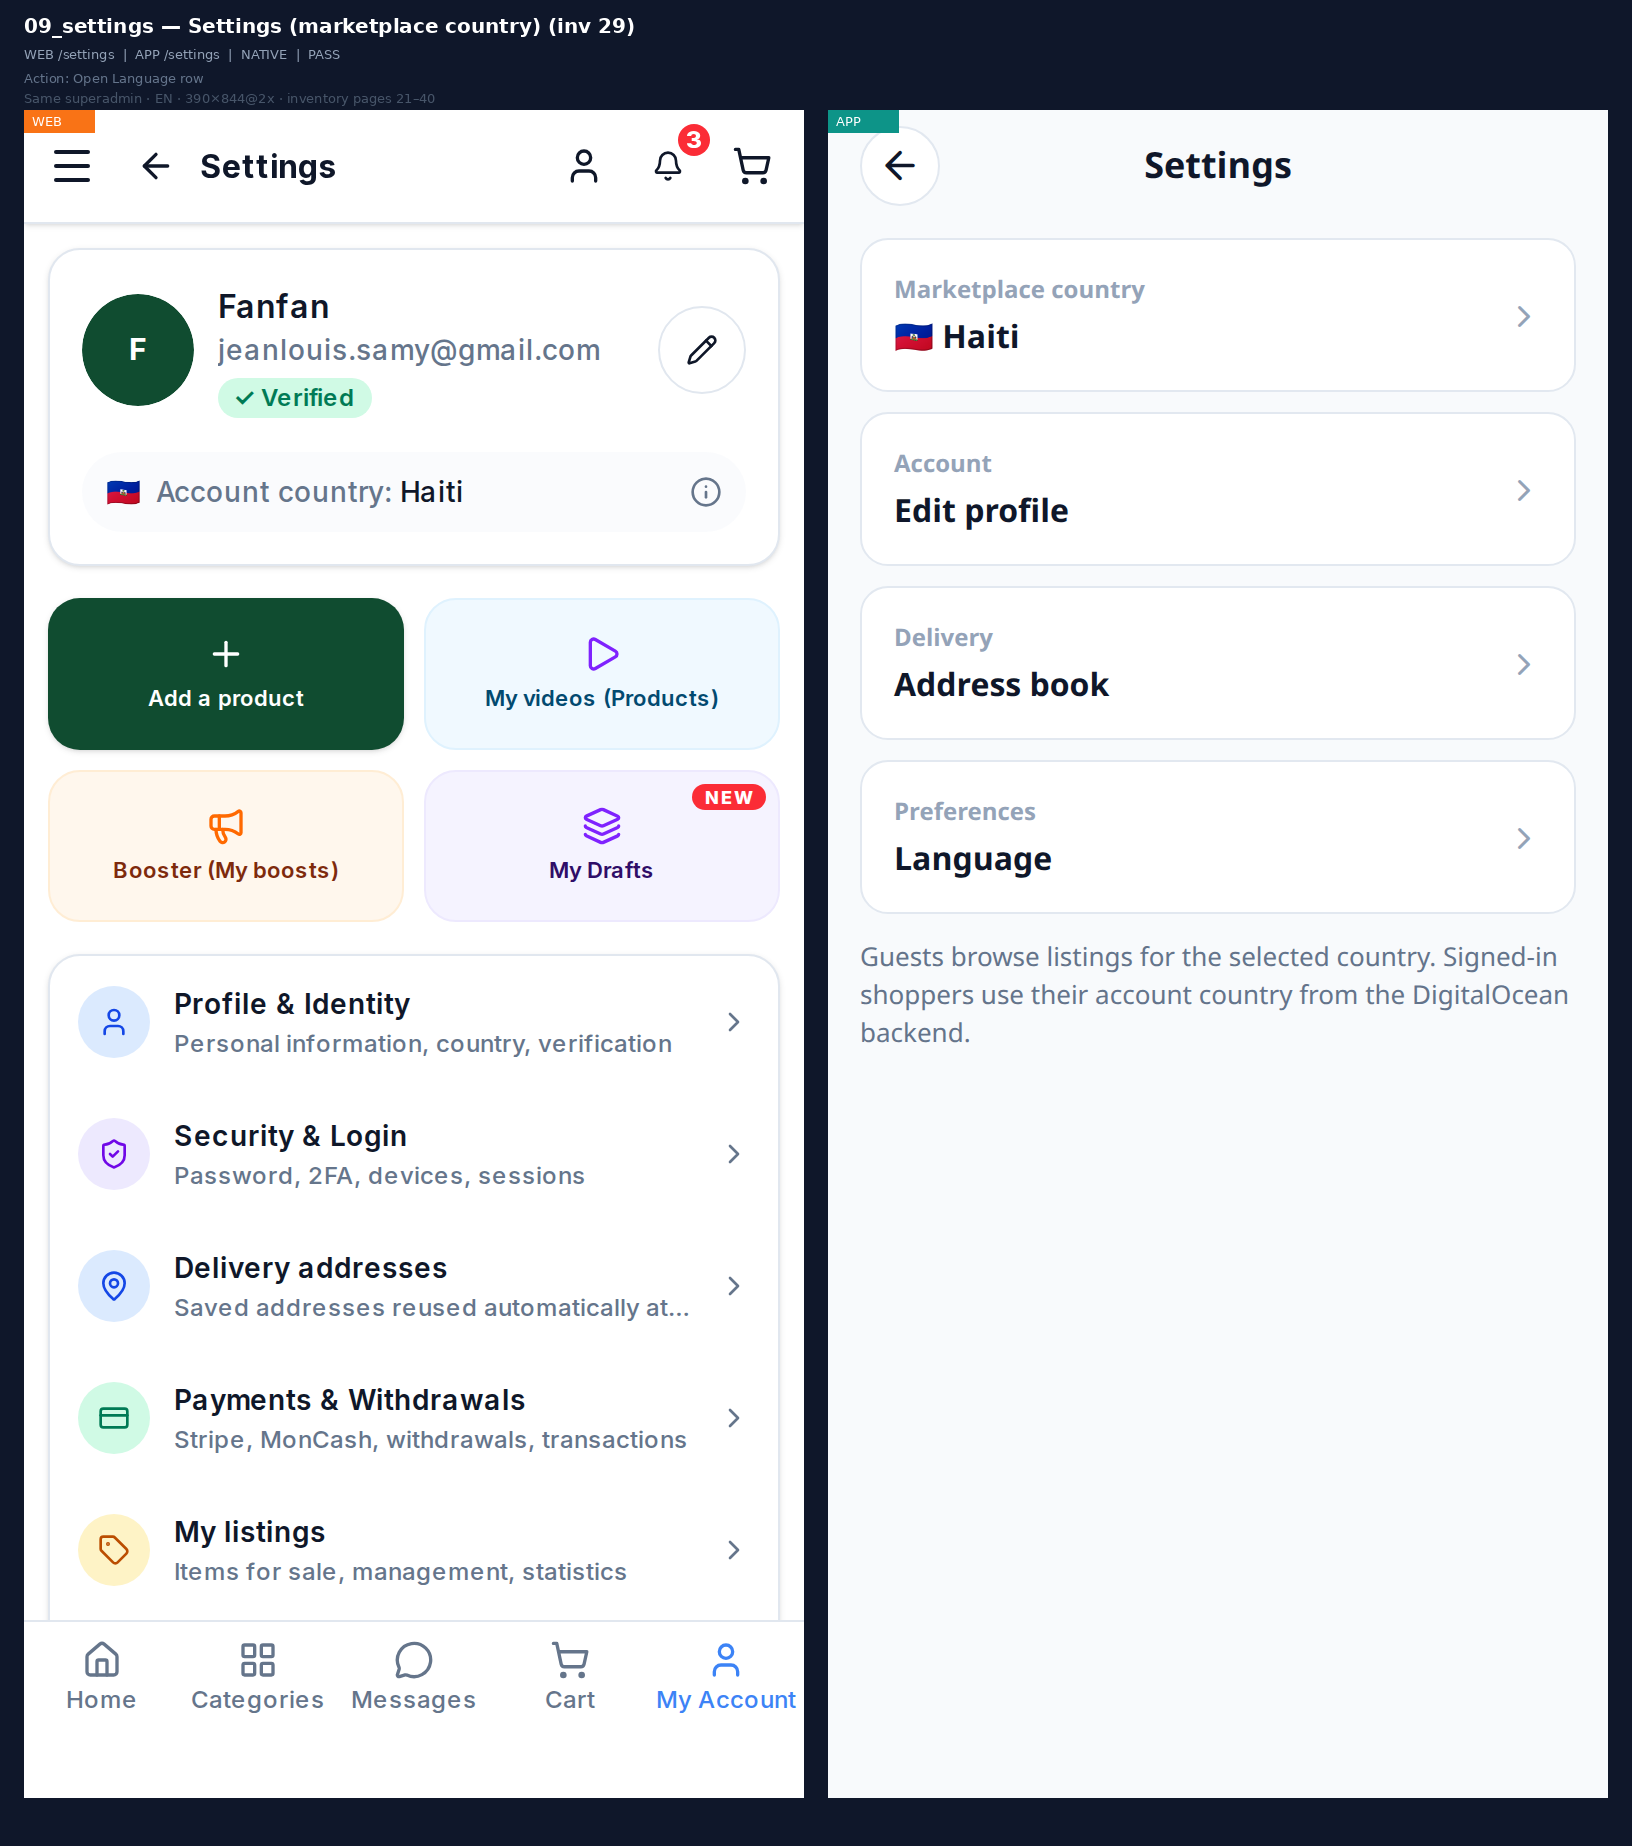 09_settings — Settings (marketplace country) (inv 29)
WEB /settings | APP /settings | NATIVE | PASS
Action: Open Language row
Same superadmin · EN · 390×844@2x · inventory pages 21–40
WEB
Settings
3
Fanfan
F
jeanlouis.samy@gmail.com
Verified
Account country: Haiti
Add a product
My videos (Products)
Booster (My boosts)
NEW
My Drafts
Profile & Identity
Personal information, country, verification
Security & Login
Password, 2FA, devices, sessions
Delivery addresses
Saved addresses reused automatically at...
Payments & Withdrawals
Stripe, MonCash, withdrawals, transactions
My listings
Items for sale, management, statistics
Home
Categories
Messages
Cart
My Account
APP
Settings
Marketplace country
🇭🇹 Haiti
Account
Edit profile
Delivery
Address book
Preferences
Language
Guests browse listings for the selected country. Signed-in
shoppers use their account country from the DigitalOcean
backend.